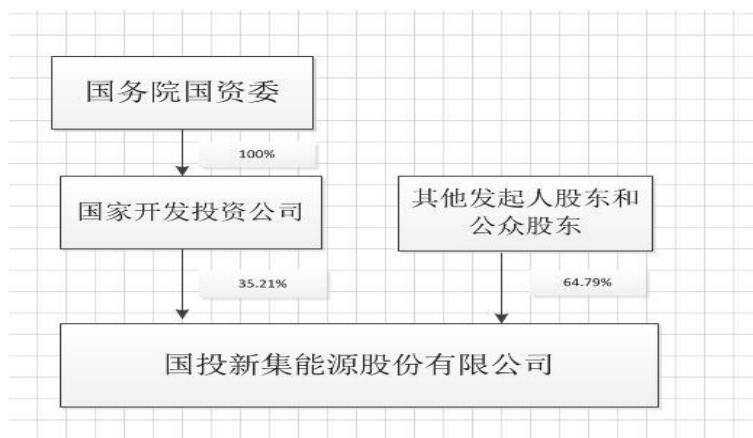 国务院国资委
100%
国家开发投资公司
其他发起人股东和
公众股东
35.21%
64.79%
国投新集能源股份有限公司